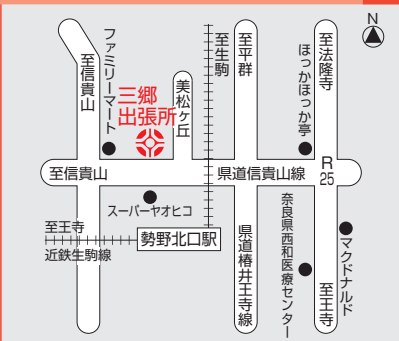 N
至信貴山
ファミリーマート
三郷
出張所
美松ヶ丘
至生駒
至平群
ほっかほっか亭
至法隆寺
至信貴山
県道信貴山線
R
25
スーパーヤオヒコ
至王寺
近鉄生駒線
勢野北口駅
県道椿井王寺線
奈良県西和医療センター
マクドナルド
至王寺